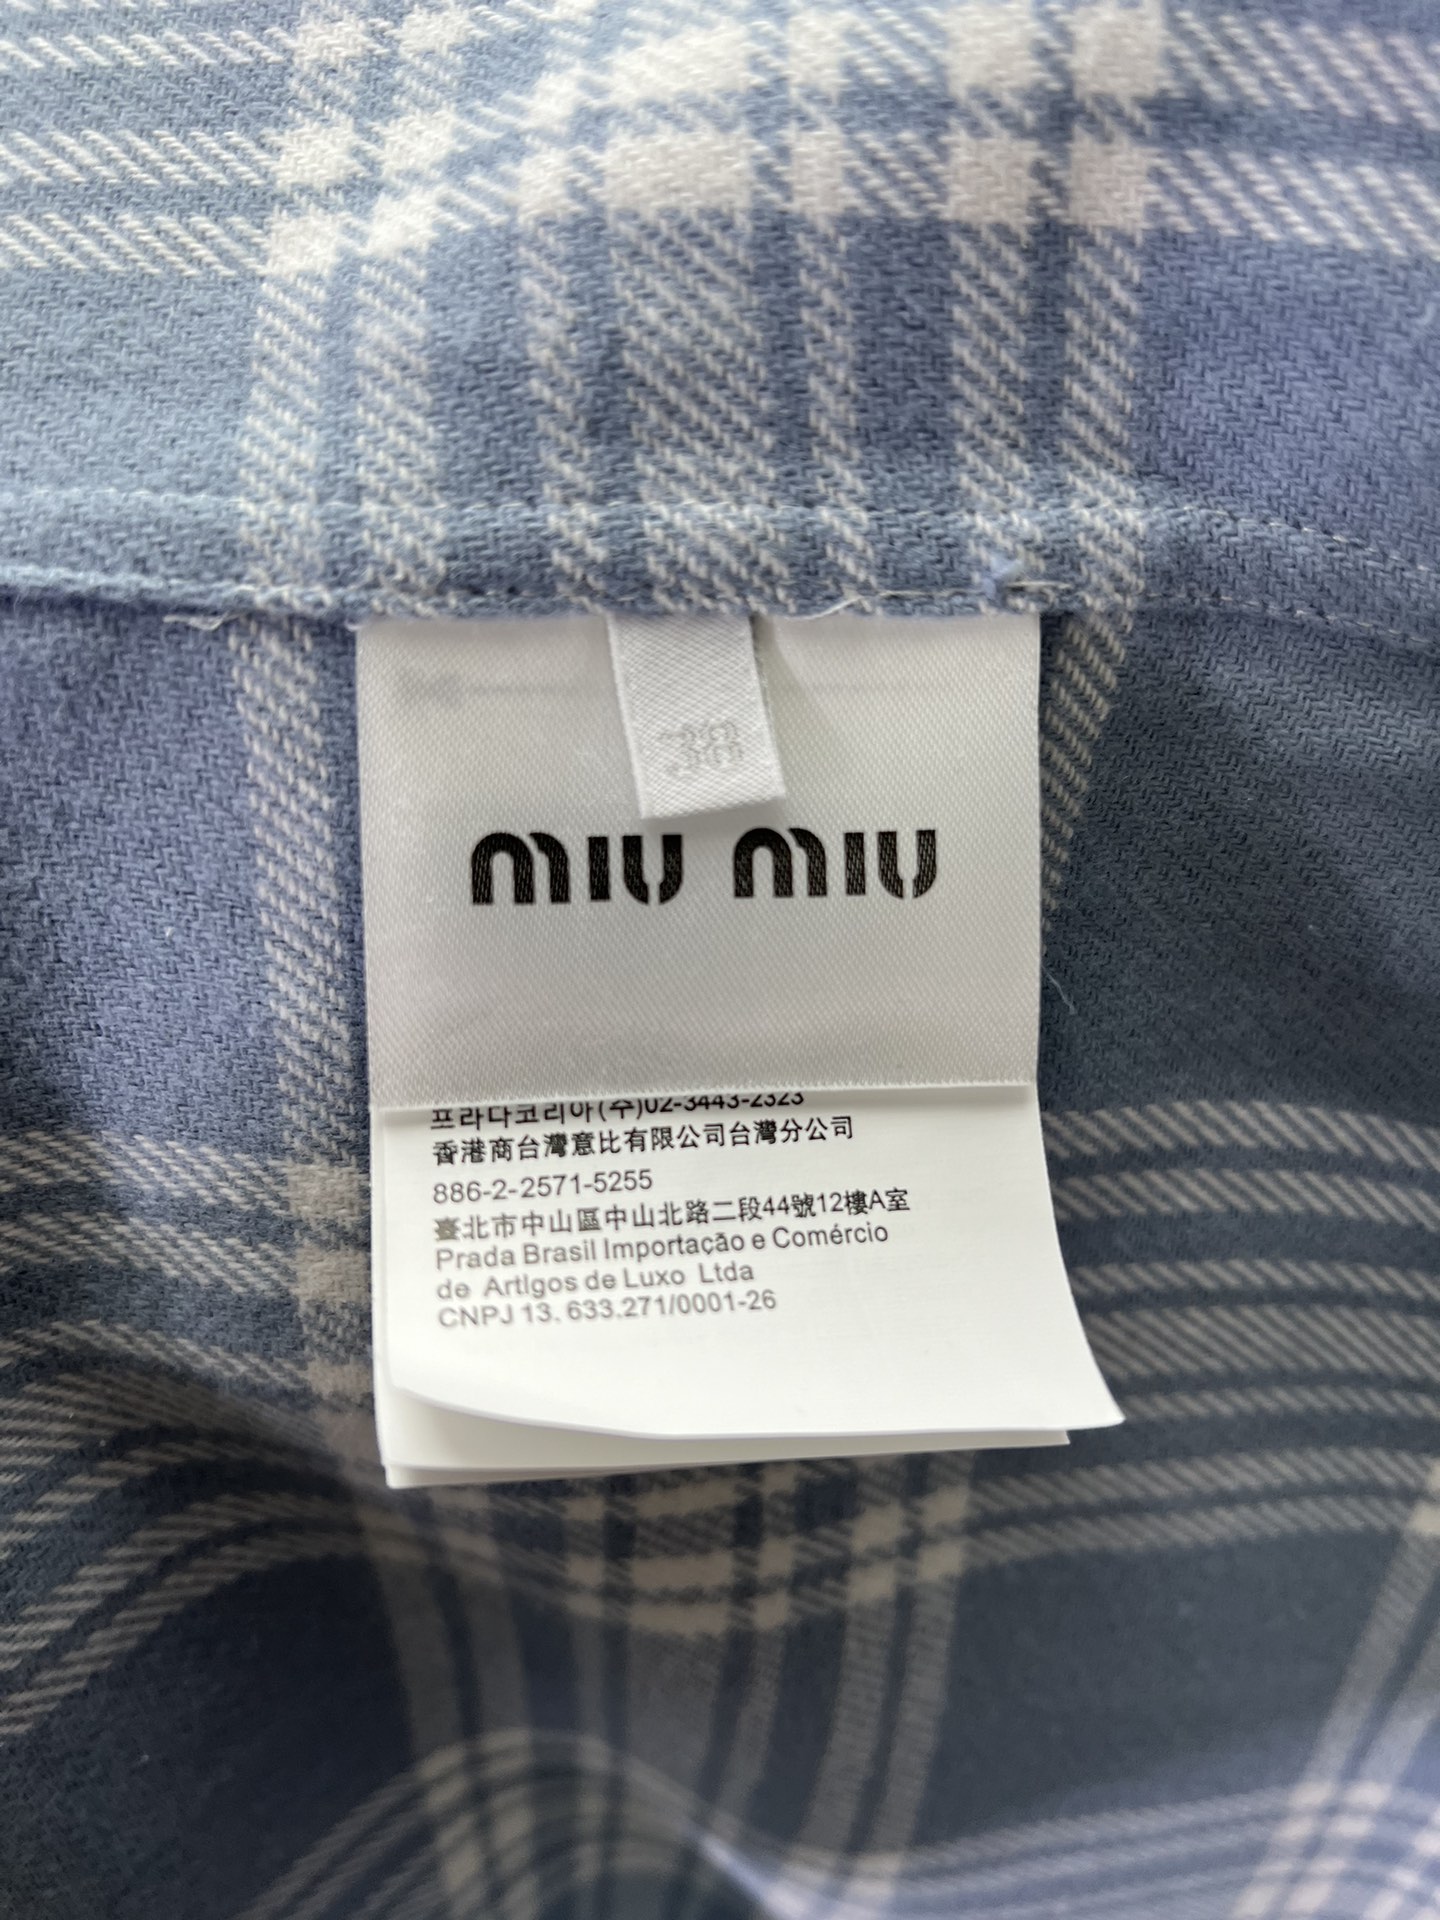 MIU MIU
프라다코리아(주)02-3443-2323
香港商台灣意比有限公司台灣分公司
886-2-2571-5255
臺北市中山區中山北路二段44號12樓A室
Prada Brasil Importação e Comércio
de Artlgos de Luxo Ltda
CNPJ 13. 633.271/0001-26